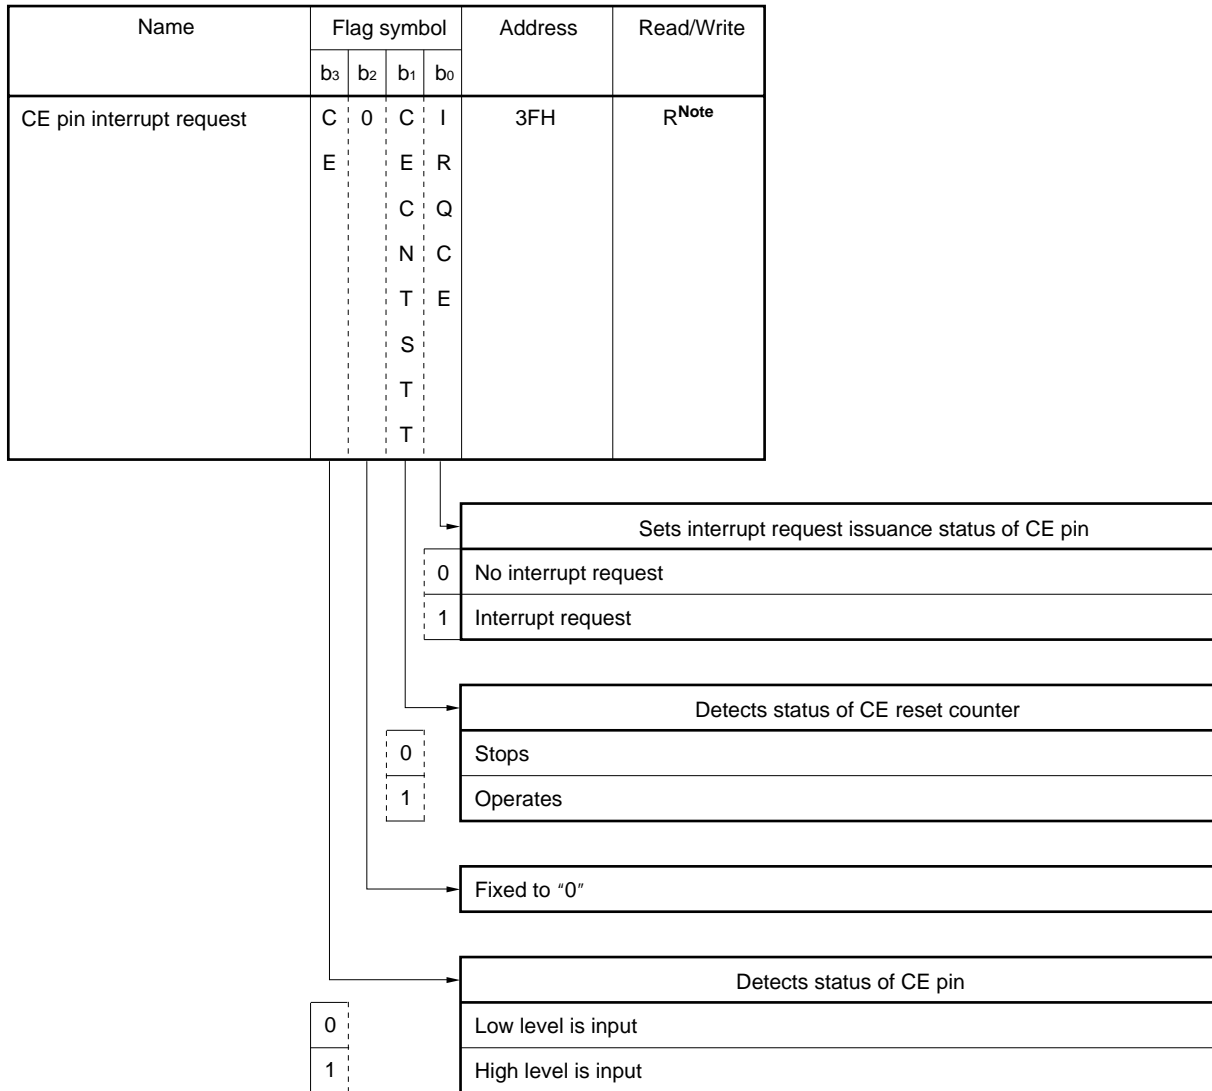 Name Flag symbol Address Read/Write
b3 b2 b1 b0
CE pin interrupt request C 0 C I 3FH RNote
E E R
C Q
N C
T E
S
T
T
Sets interrupt request issuance status of CE pin
0 No interrupt request
1 Interrupt request
Detects status of CE reset counter
0 Stops
1 Operates
Fixed to “0”
Detects status of CE pin
0 Low level is input
1 High level is input